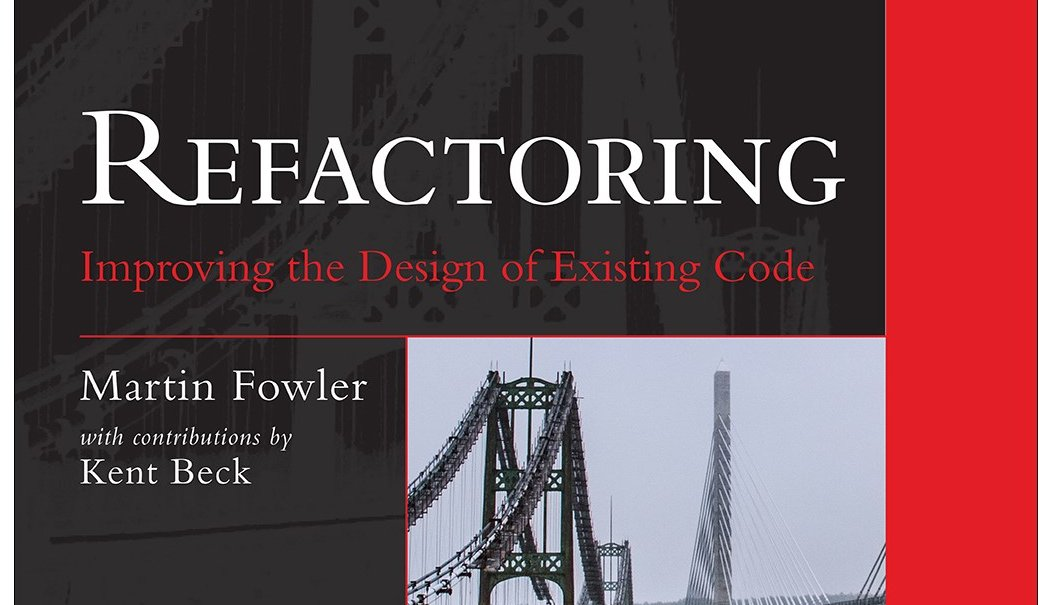 REFACTORING
Improving the Design of Existing Code
Martin Fowler
with contributions by
Kent Beck